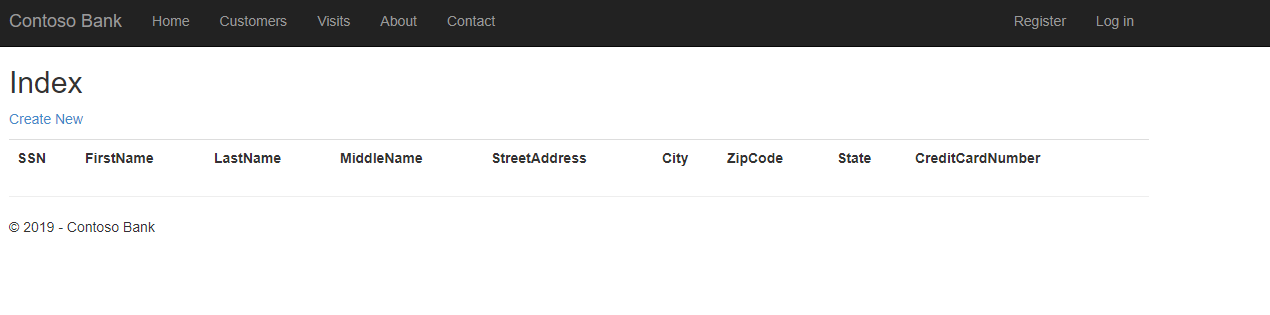 Contoso Bank Home Customers Visits About Contact Register Log in
Index
Create New
SSN FirstName LastName MiddleName StreetAddress City ZipCode State CreditCardNumber
© 2019 - Contoso Bank